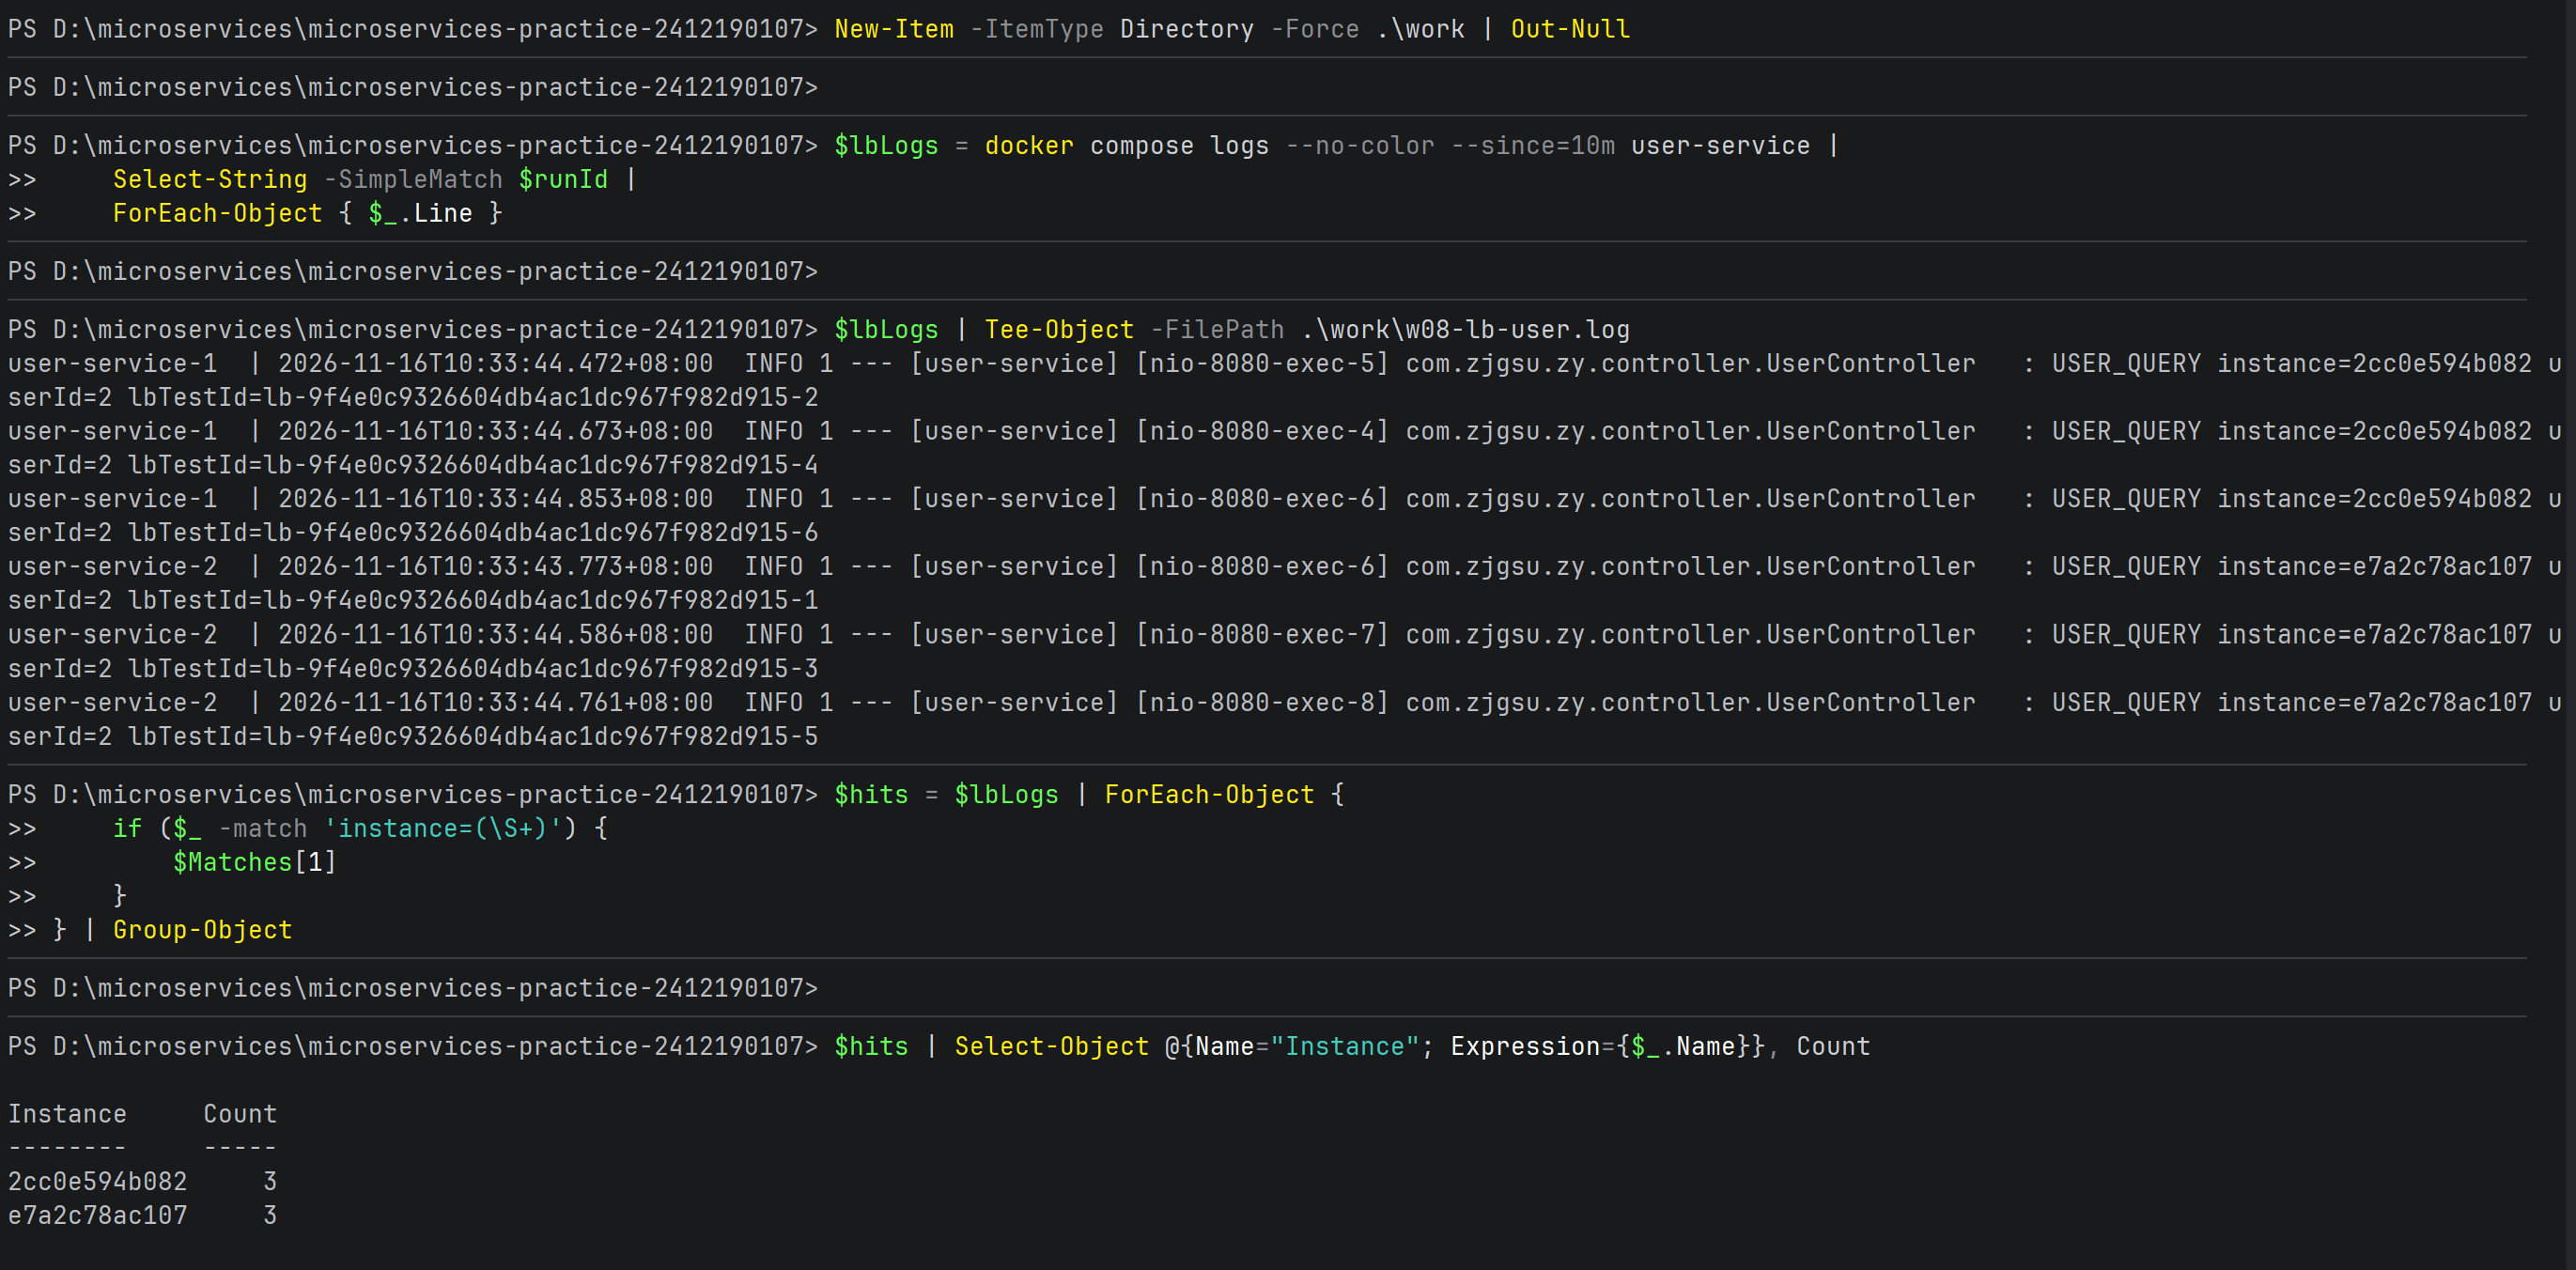 PS D:\microservices\microservices-practice-2412190107> New-Item -ItemType Directory -Force .\work | Out-Null
PS D:\microservices\microservices-practice-2412190107>
PS D:\microservices\microservices-practice-2412190107> $lbLogs = docker compose logs --no-color --since=10m user-service |
>>     Select-String -SimpleMatch $runId |
>>     ForEach-Object { $_.Line }
PS D:\microservices\microservices-practice-2412190107>
PS D:\microservices\microservices-practice-2412190107> $lbLogs | Tee-Object -FilePath .\work\w08-lb-user.log
user-service-1  | 2026-11-16T10:33:44.472+08:00  INFO 1 --- [user-service] [nio-8080-exec-5] com.zjgsu.zy.controller.UserController   : USER_QUERY instance=2cc0e594b082 u
serId=2 lbTestId=lb-9f4e0c9326604db4ac1dc967f982d915-2
user-service-1  | 2026-11-16T10:33:44.673+08:00  INFO 1 --- [user-service] [nio-8080-exec-4] com.zjgsu.zy.controller.UserController   : USER_QUERY instance=2cc0e594b082 u
serId=2 lbTestId=lb-9f4e0c9326604db4ac1dc967f982d915-4
user-service-1  | 2026-11-16T10:33:44.853+08:00  INFO 1 --- [user-service] [nio-8080-exec-6] com.zjgsu.zy.controller.UserController   : USER_QUERY instance=2cc0e594b082 u
serId=2 lbTestId=lb-9f4e0c9326604db4ac1dc967f982d915-6
user-service-2  | 2026-11-16T10:33:43.773+08:00  INFO 1 --- [user-service] [nio-8080-exec-6] com.zjgsu.zy.controller.UserController   : USER_QUERY instance=e7a2c78ac107 u
serId=2 lbTestId=lb-9f4e0c9326604db4ac1dc967f982d915-1
user-service-2  | 2026-11-16T10:33:44.586+08:00  INFO 1 --- [user-service] [nio-8080-exec-7] com.zjgsu.zy.controller.UserController   : USER_QUERY instance=e7a2c78ac107 u
serId=2 lbTestId=lb-9f4e0c9326604db4ac1dc967f982d915-3
user-service-2  | 2026-11-16T10:33:44.761+08:00  INFO 1 --- [user-service] [nio-8080-exec-8] com.zjgsu.zy.controller.UserController   : USER_QUERY instance=e7a2c78ac107 u
serId=2 lbTestId=lb-9f4e0c9326604db4ac1dc967f982d915-5
PS D:\microservices\microservices-practice-2412190107> $hits = $lbLogs | ForEach-Object {
>>     if ($_ -match 'instance=(\S+)') {
>>         $Matches[1]
>>     }
>> } | Group-Object
PS D:\microservices\microservices-practice-2412190107>
PS D:\microservices\microservices-practice-2412190107> $hits | Select-Object @{Name="Instance"; Expression={$_.Name}}, Count
Instance     Count
--------     -----
2cc0e594b082     3
e7a2c78ac107     3